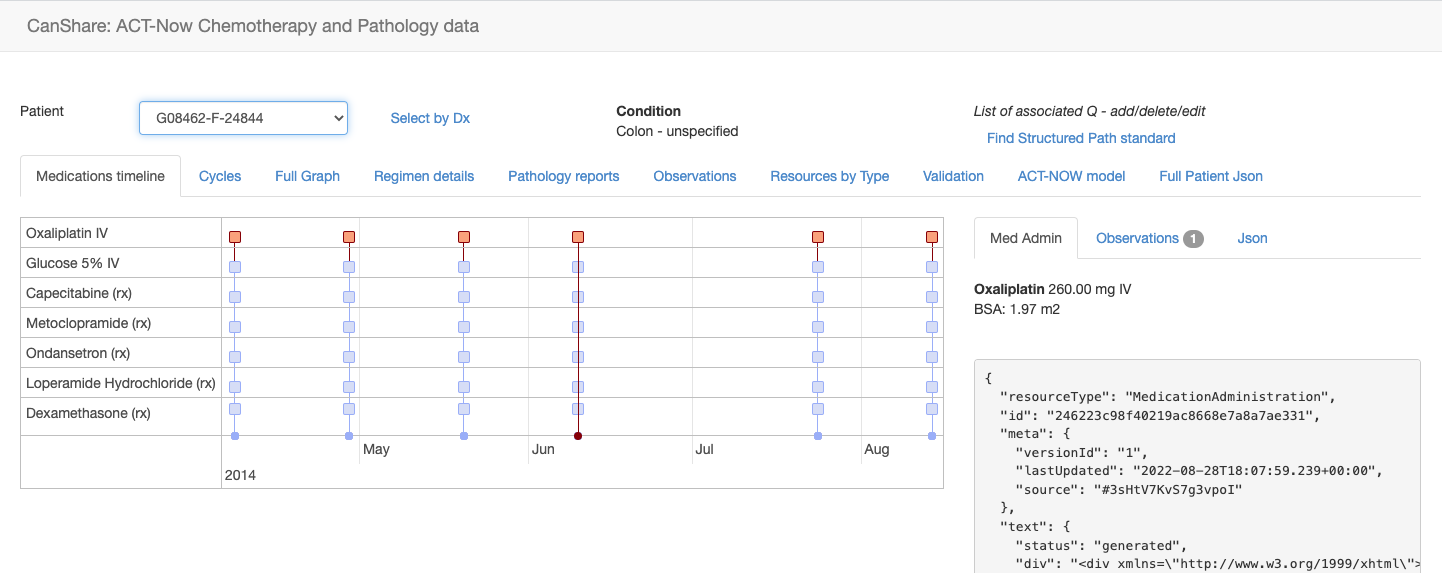 CanShare: ACT-Now Chemotherapy and Pathology data
Patient
G08462-F-24844
Select by Dx
Condition
Colon - unspecified
List of associated Q - add/delete/edit
Find Structured Path standard
Medications timeline
Cycles
Full Graph
Regimen details
Pathology reports
Observations
Resources by Type
Validation
ACT-NOW model
Full Patient Json
Oxaliplatin IV
Glucose 5% IV
Capecitabine (rx)
Metoclopramide (rx)
Ondansetron (rx)
Loperamide Hydrochloride (rx)
Dexamethasone (rx)
May
Jun
Jul
Aug
2014
Med Admin
Observations 1
Json
Oxaliplatin 260.00 mg IV
BSA: 1.97 m2
{
"resourceType": "MedicationAdministration",
"id": "246223c98f40219ac8668e7a8a7ae331",
"meta": {
"versionId": "1",
"lastUpdated": "2022-08-28T18:07:59.239+00:00",
"source": "#3sHtV7KvS7g3vpoI"
},
"text": {
"status": "generated",
"div": "<div xmlns=\"http://www.w3.org/1999/xhtml\">